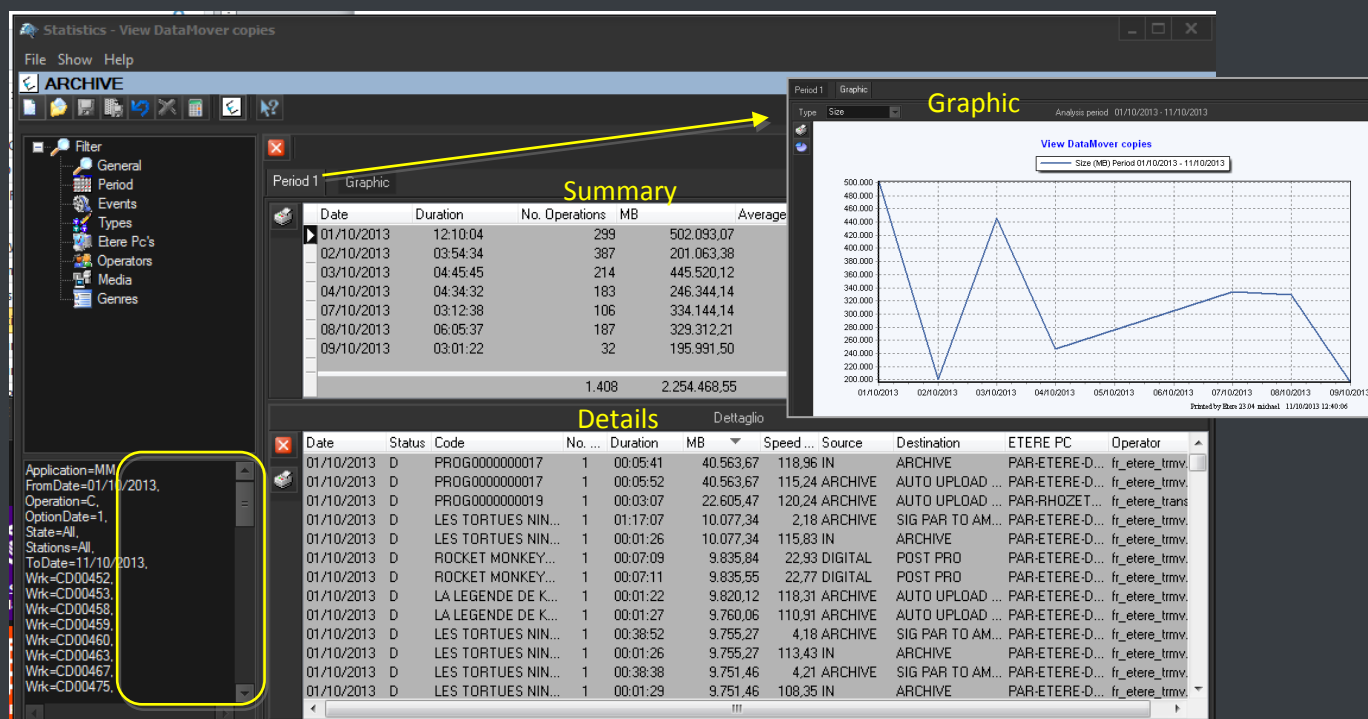 Statistics - View DataMover copies
File Show Help
ARCHIVE
Filter
General
Period
Events
Types
Etere Pc's
Operators
Media
Genres
Application=MM,
FromDate=01/10/2013,
Operation=C,
OptionDate=1,
State=All,
Stations=All,
ToDate=11/10/2013,
Wrk=CD00452,
Wrk=CD00453,
Wrk=CD00458,
Wrk=CD00459,
Wrk=CD00460,
Wrk=CD00463,
Wrk=CD00467,
Wrk=CD00475,
Period 1 Graphic
Summary
Date Duration No. Operations MB Average
01/10/2013 12:10:04 299 502.093,07
02/10/2013 03:54:34 387 201.063,38
03/10/2013 04:45:45 214 445.520,12
04/10/2013 04:34:32 183 246.344,14
07/10/2013 03:12:38 106 334.144,14
08/10/2013 06:05:37 187 329.312,21
09/10/2013 03:01:22 32 195.991,50
1.408 2.254.468,55
Period 1 Graphic
Type Size
Graphic
Analysis period 01/10/2013 - 11/10/2013
View DataMover copies
Size (MB) Period 01/10/2013 - 11/10/2013
500.000
480.000
460.000
440.000
420.000
400.000
380.000
360.000
340.000
320.000
300.000
280.000
260.000
240.000
220.000
200.000
01/10/2013 02/10/2013 03/10/2013 04/10/2013 05/10/2013 06/10/2013 07/10/2013 08/10/2013 09/10/2013
Printed by Etere 23.04 michael 11/10/2013 12:40:06
Details
Dettaglio
Date Status Code No. ... Duration MB Speed ... Source Destination ETERE PC Operator
01/10/2013 D PROG0000000017 1 00:05:41 40.563,67 118,96 IN ARCHIVE PAR-ETERE-D... fr_etere_trmv.
01/10/2013 D PROG0000000017 1 00:05:52 40.563,67 115,24 ARCHIVE AUTO UPLOAD ... PAR-ETERE-D... fr_etere_trmv.
01/10/2013 D PROG0000000019 1 00:03:07 22.605,47 120,24 ARCHIVE AUTO UPLOAD ... PAR-RHOZET... fr_etere_trans
01/10/2013 D LES TORTUES NIN... 1 01:17:07 10.077,34 2,18 ARCHIVE SIG PAR TO AM... PAR-ETERE-D... fr_etere_trmv.
01/10/2013 D LES TORTUES NIN... 1 00:01:26 10.077,34 115,83 IN ARCHIVE PAR-ETERE-D... fr_etere_trmv.
01/10/2013 D ROCKET MONKEY... 1 00:07:09 9.835,84 22,93 DIGITAL POST PRO PAR-ETERE-D... fr_etere_trmv.
01/10/2013 D ROCKET MONKEY... 1 00:07:11 9.835,55 22,77 DIGITAL POST PRO PAR-ETERE-D... fr_etere_trmv.
01/10/2013 D LA LEGENDE DE K... 1 00:01:22 9.820,12 118,31 ARCHIVE AUTO UPLOAD ... PAR-ETERE-D... fr_etere_trmv.
01/10/2013 D LA LEGENDE DE K... 1 00:01:27 9.760,06 110,91 ARCHIVE AUTO UPLOAD ... PAR-ETERE-D... fr_etere_trmv.
01/10/2013 D LES TORTUES NIN... 1 00:38:52 9.755,27 4,18 ARCHIVE SIG PAR TO AM... PAR-ETERE-D... fr_etere_trmv.
01/10/2013 D LES TORTUES NIN... 1 00:01:26 9.755,27 113,43 IN ARCHIVE PAR-ETERE-D... fr_etere_trmv.
01/10/2013 D LES TORTUES NIN... 1 00:38:38 9.751,46 4,21 ARCHIVE SIG PAR TO AM... PAR-ETERE-D... fr_etere_trmv.
01/10/2013 D LES TORTUES NIN... 1 00:01:29 9.751,46 108,35 IN ARCHIVE PAR-ETERE-D... fr_etere_trmv.